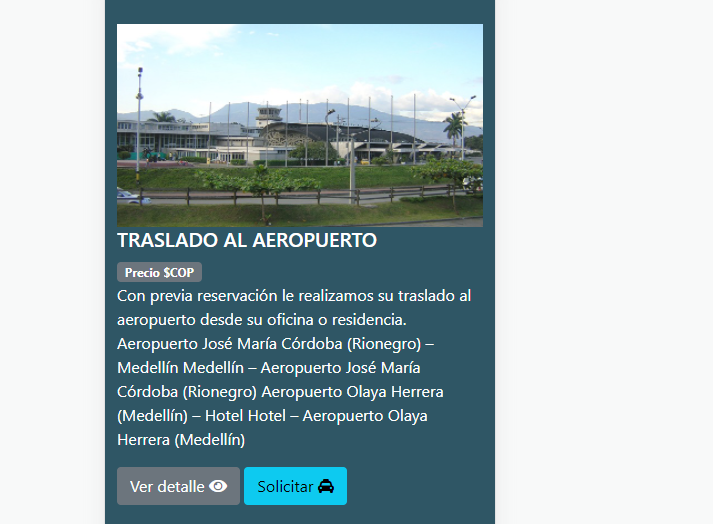 TRASLADO AL AEROPUERTO
Precio $COP
Con previa reservación le realizamos su traslado al
aeropuerto desde su oficina o residencia.
Aeropuerto José María Córdoba (Rionegro) –
Medellín Medellín – Aeropuerto José María
Córdoba (Rionegro) Aeropuerto Olaya Herrera
(Medellín) – Hotel Hotel – Aeropuerto Olaya
Herrera (Medellín)
Ver detalle
Solicitar